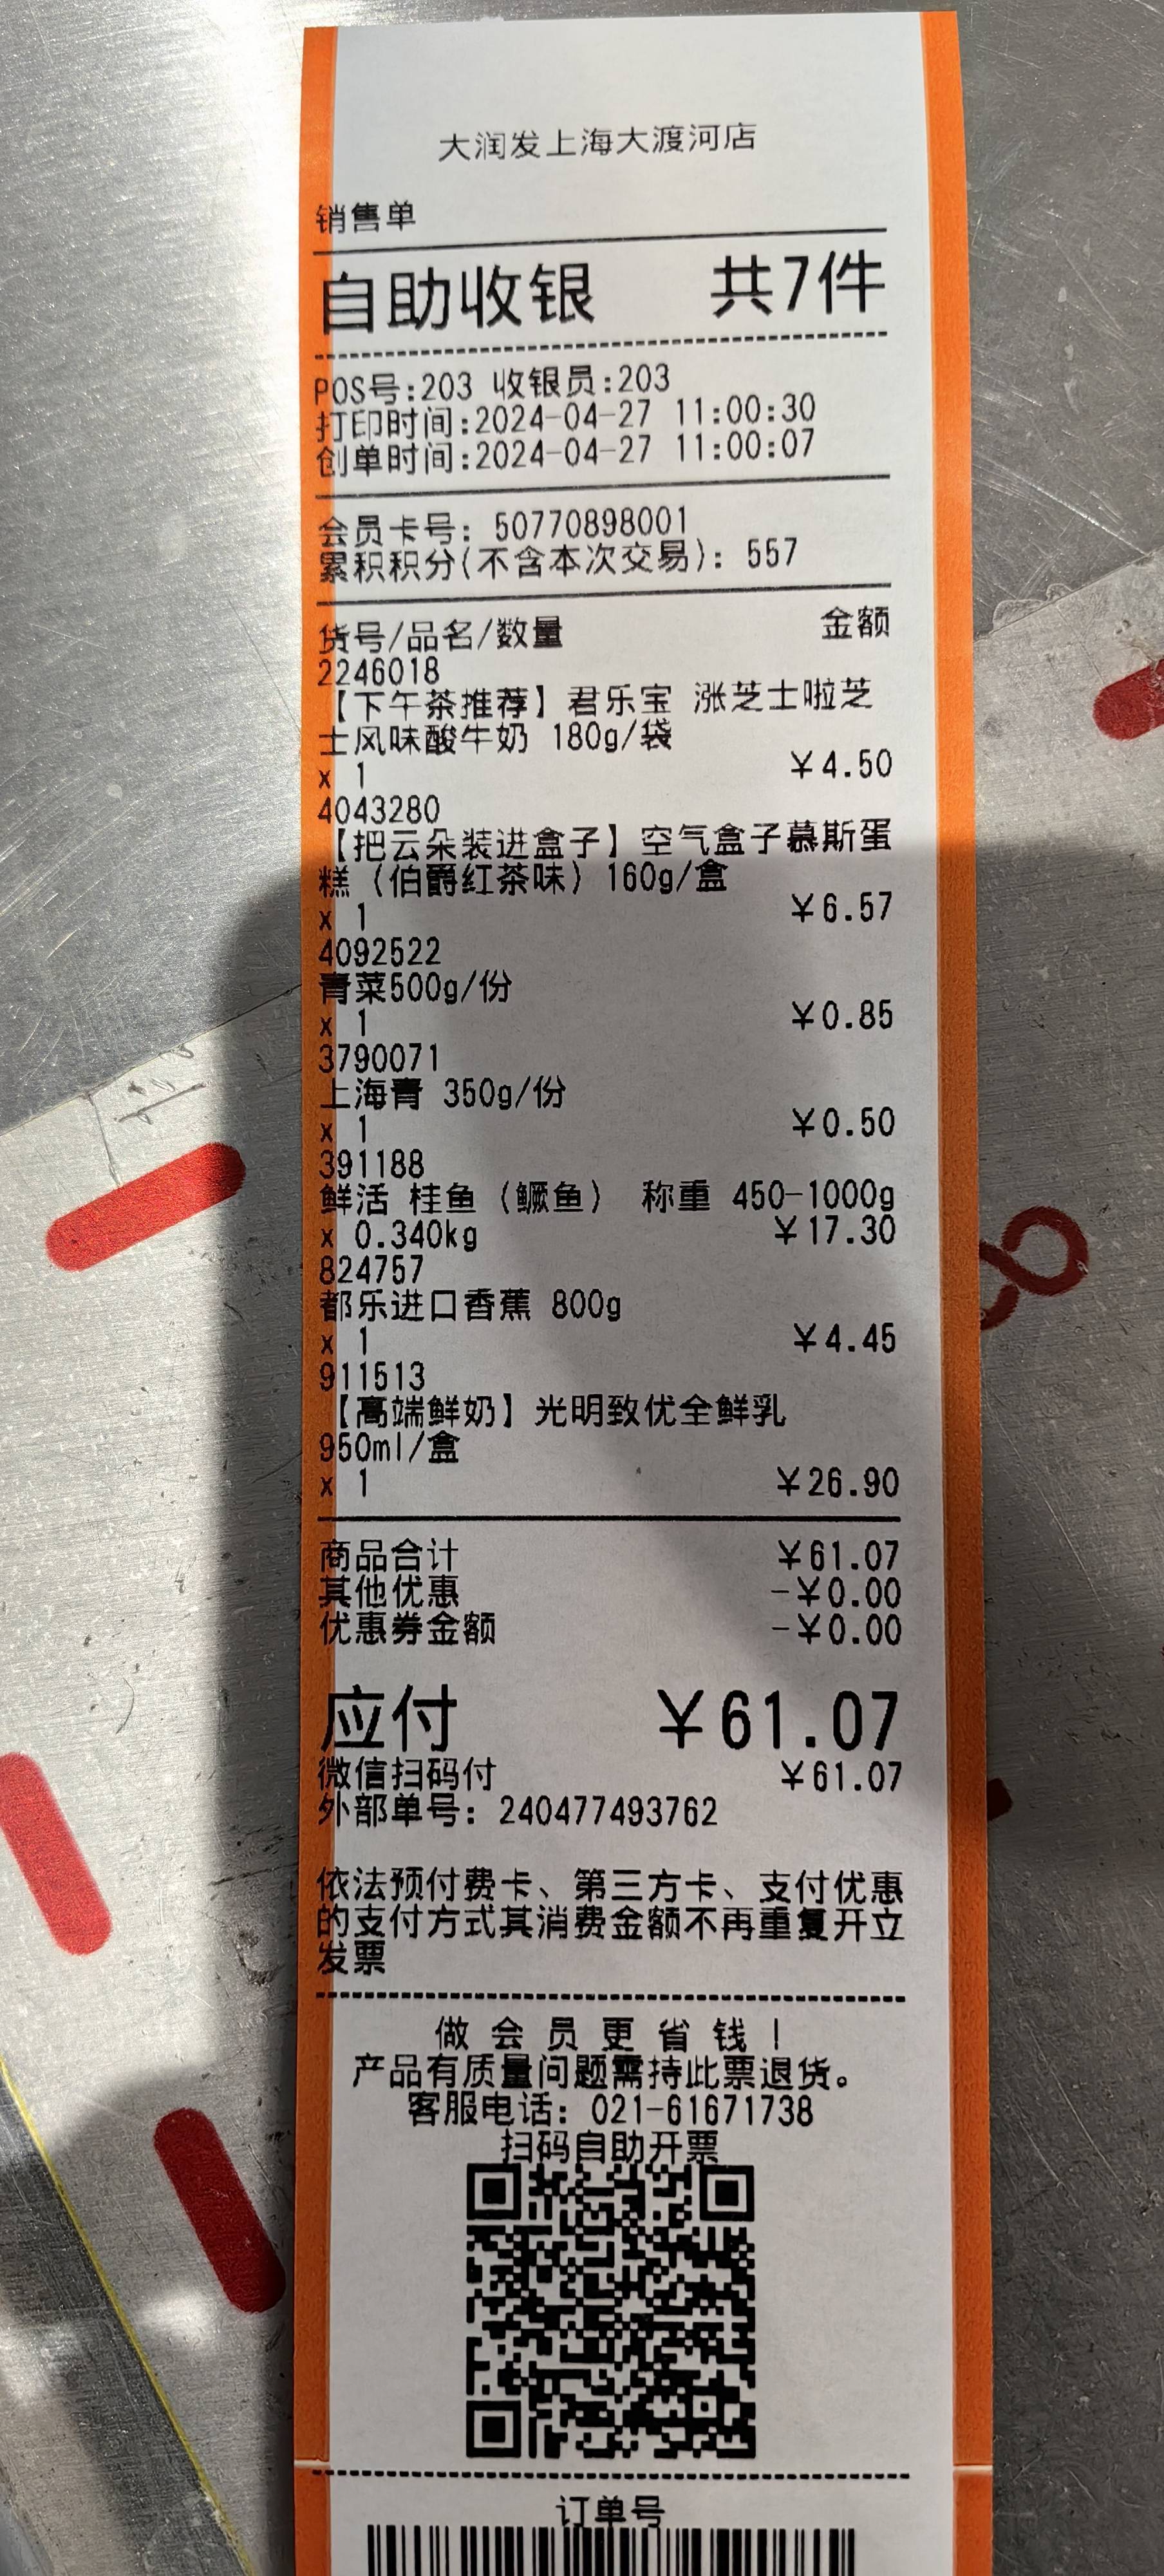 大润发上海大渡河店
销售单
自助收银 共7件
POS号:203 收银员:203
打印时间:2024-04-27 11:00:30
创单时间:2024-04-27 11:00:07
会员卡号: 50770898001
累积积分(不含本次交易): 557
货号/品名/数量 金额
2246018
【下午茶推荐】君乐宝 涨芝士啦芝
士风味酸牛奶 180g/袋
x 1 ¥4.50
4043280
【把云朵装进盒子】空气盒子慕斯蛋
糕（伯爵红茶味）160g/盒
x 1 ¥6.57
4092522
青菜500g/份
x 1 ¥0.85
3790071
上海青 350g/份
x 1 ¥0.50
391188
鲜活 桂鱼（鳜鱼） 称重 450-1000g
x 0.340kg ¥17.30
824757
都乐进口香蕉 800g
x 1 ¥4.45
911513
【高端鲜奶】光明致优全鲜乳
950ml/盒
x 1 ¥26.90
商品合计 ¥61.07
其他优惠 -¥0.00
优惠券金额 -¥0.00
应付 ¥61.07
微信扫码付 ¥61.07
外部单号: 240477493762
依法预付费卡、第三方卡、支付优惠
的支付方式其消费金额不再重复开立
发票
做会员更省钱!
产品有质量问题需持此票退货。
客服电话: 021-61671738
扫码自助开票
订单号